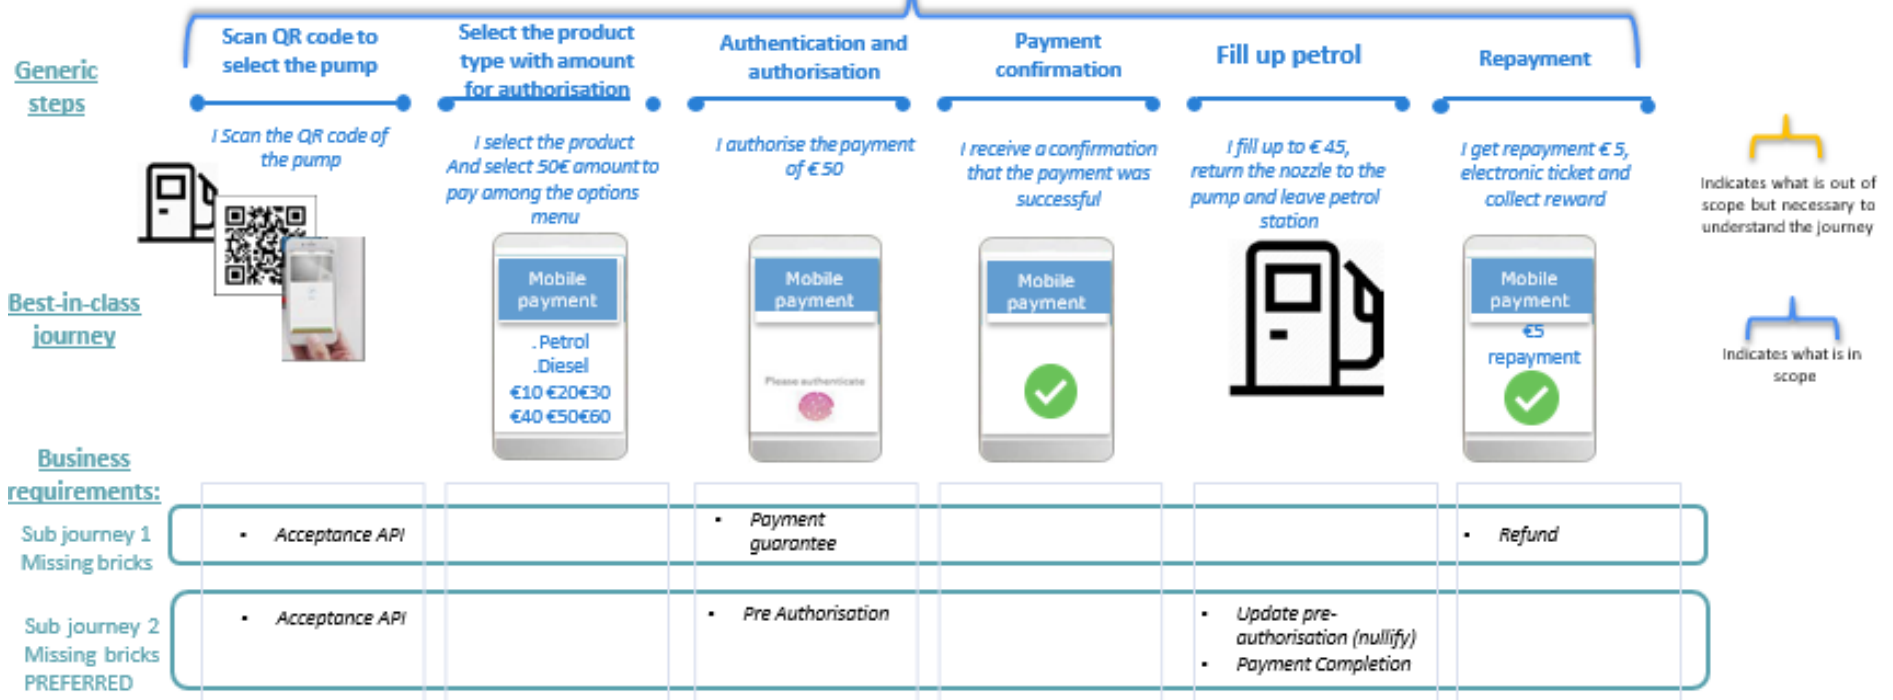 Generic
steps
Scan QR code to
select the pump
Select the product
type with amount
for authorisation
Authentication and
authorisation
Payment
confirmation
Fill up petrol
Repayment
I Scan the QR code of
the pump
I select the product
And select 50€ amount to
pay among the options
menu
I authorise the payment
of € 50
I receive a confirmation
that the payment was
successful
I fill up to € 45,
return the nozzle to the
pump and leave petrol
station
I get repayment € 5,
electronic ticket and
collect reward
Indicates what is out of
scope but necessary to
understand the journey
Best-in-class
journey
Mobile
payment
.Petrol
.Diesel
€10 €20€30
€40 €50€60
Mobile
payment
Please authenticate
Mobile
payment
Mobile
payment
€5
repayment
Indicates what is in
scope
Business
requirements:
Sub journey 1
Missing bricks
▪ Acceptance API
▪ Payment
guarantee
▪ Refund
Sub journey 2
Missing bricks
PREFERRED
▪ Acceptance API
▪ Pre Authorisation
▪ Update pre-
authorisation (nullify)
▪ Payment Completion